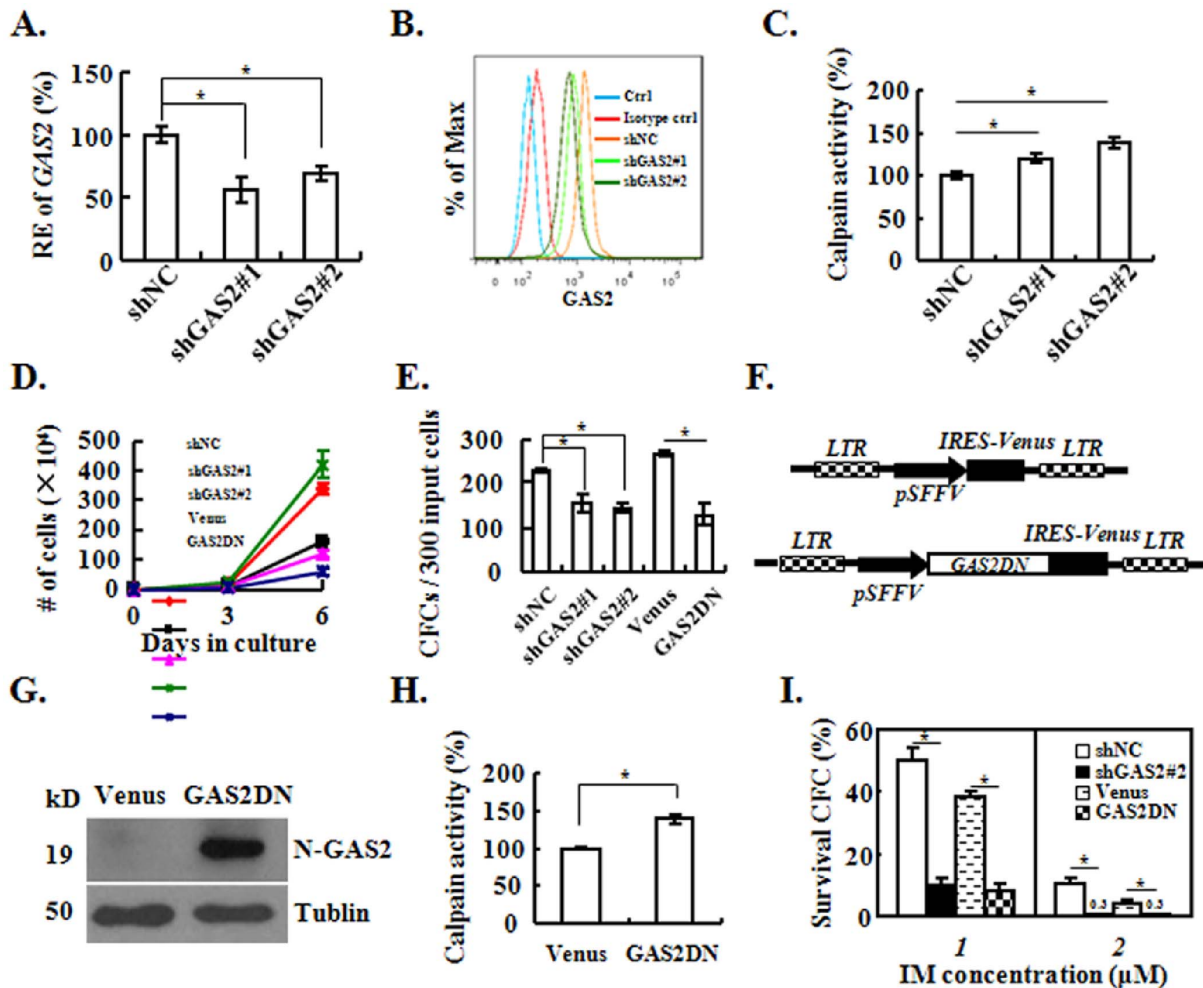 A.
RE of GAS2 (%)
150
100
50
0
*
*
shNC
shGAS2#1
shGAS2#2
B.
% of Max
Ctrl
Isotype ctrl
shNC
shGAS2#1
shGAS2#2
0 10² 10³ 10⁴ 10⁵
GAS2
C.
Calpain activity (%)
200
150
100
50
0
*
*
shNC
shGAS2#1
shGAS2#2
D.
# of cells (×10⁴)
500
400
300
200
100
0
shNC
shGAS2#1
shGAS2#2
Venus
GAS2DN
0 3 6
Days in culture
E.
CFCs / 300 input cells
300
200
100
0
*
*
*
shNC
shGAS2#1
shGAS2#2
Venus
GAS2DN
F.
LTR IRES-Venus LTR
pSFFV
LTR IRES-Venus LTR
GAS2DN
pSFFV
G.
kD Venus GAS2DN
19 N-GAS2
50 Tublin
H.
Calpain activity (%)
200
150
100
50
0
*
Venus GAS2DN
I.
Survival CFC (%)
60
40
20
0
*
*
*
*
0.3
0.3
shNC
shGAS2#2
Venus
GAS2DN
1 2
IM concentration (µM)